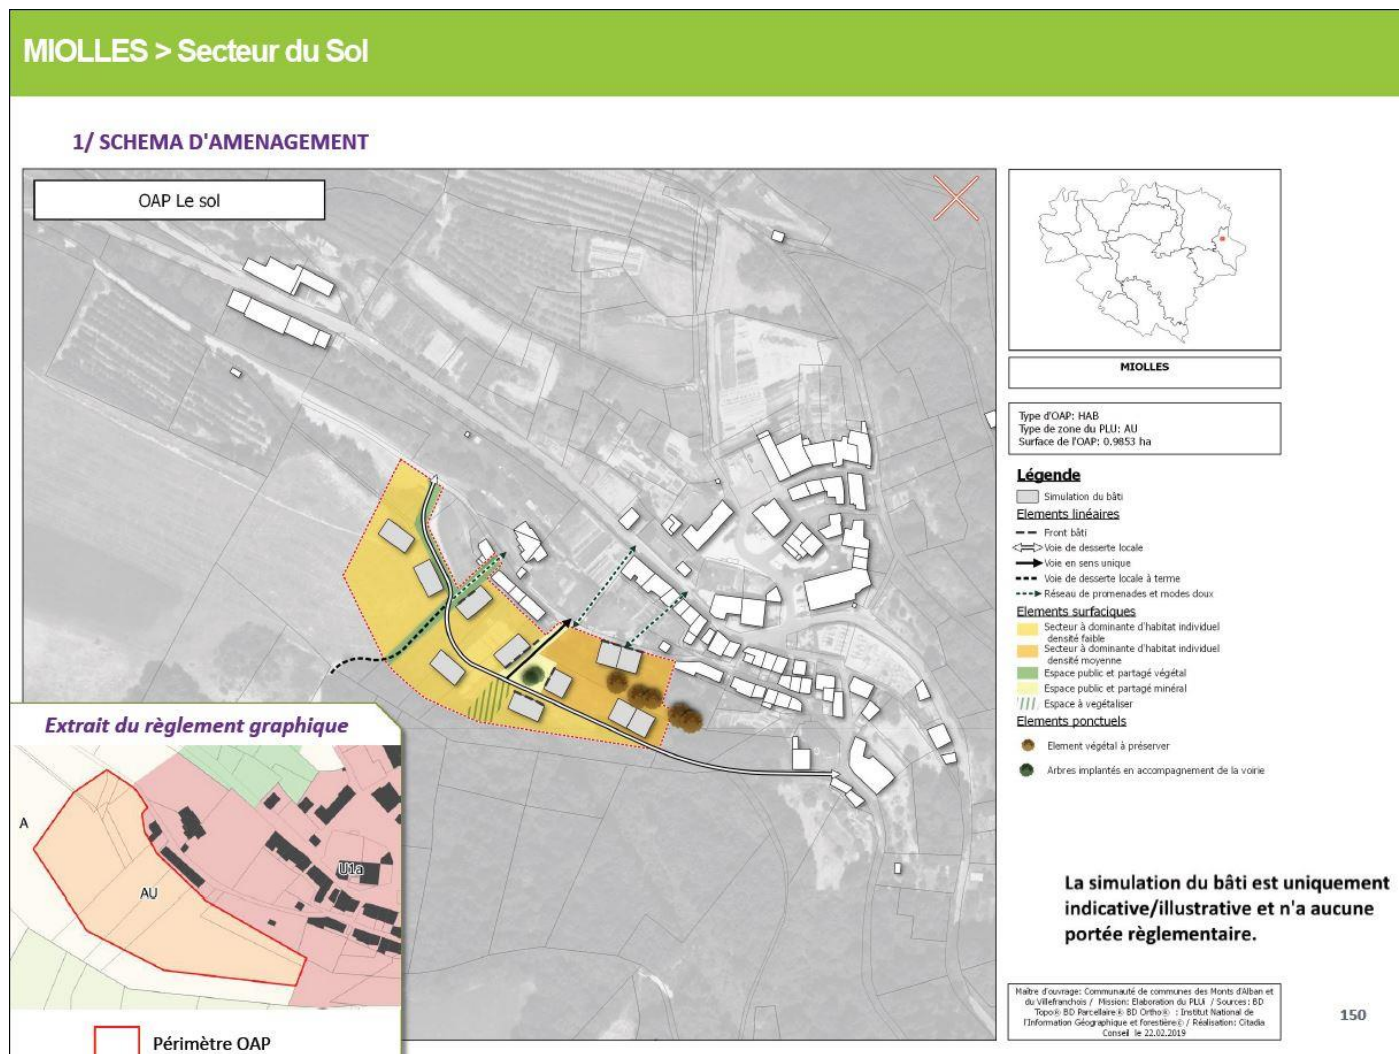 MIOLLES > Secteur du Sol
1/ SCHEMA D'AMENAGEMENT
OAP Le sol
MIOLLES
Type d'OAP: HAB
Type de zone du PLU: AU
Surface de l'OAP: 0.9853 ha
Légende
Simulation du bâti
Elements linéaires
Front bâti
Voie de desserte locale
Voie en sens unique
Voie de desserte locale à terme
Réseau de promenades et modes doux
Elements surfaciques
Secteur à dominante d'habitat individuel
densité faible
Secteur à dominante d'habitat individuel
densité moyenne
Espace public et partagé végétal
Espace public et partagé minéral
Espace à vegétaliser
Elements ponctuels
Element végétal à préserver
Arbres implantés en accompagnement de la voirie
Extrait du règlement graphique
A
AU
U1a
Périmètre OAP
La simulation du bâti est uniquement
indicative/illustrative et n'a aucune
portée règlementaire.
Maître d'ouvrage: Communauté de communes des Monts d'Alban et
du Villefranchois / Mission: Elaboration du PLUi / Sources: BD
Topo® BD Parcellaire® BD Ortho® : Institut National de
l'Information Géographique et forestière© / Réalisation: Citadia
Conseil le 22.02.2019
150